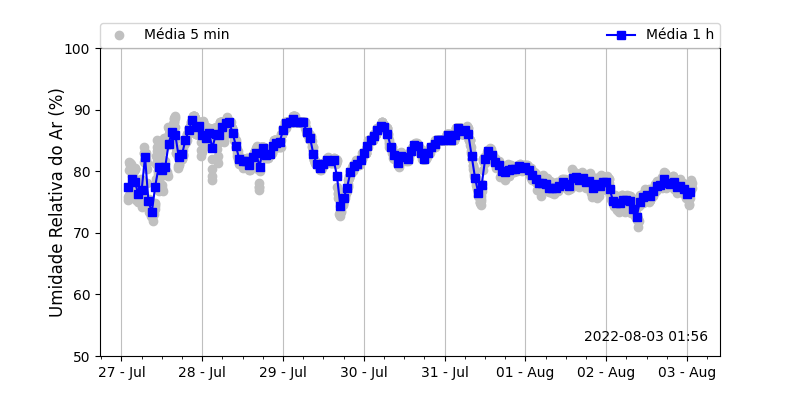 Média 5 min
Média 1 h
Umidade Relativa do Ar (%)
100
90
80
70
60
50
2022-08-03 01:56
27 - Jul
28 - Jul
29 - Jul
30 - Jul
31 - Jul
01 - Aug
02 - Aug
03 - Aug